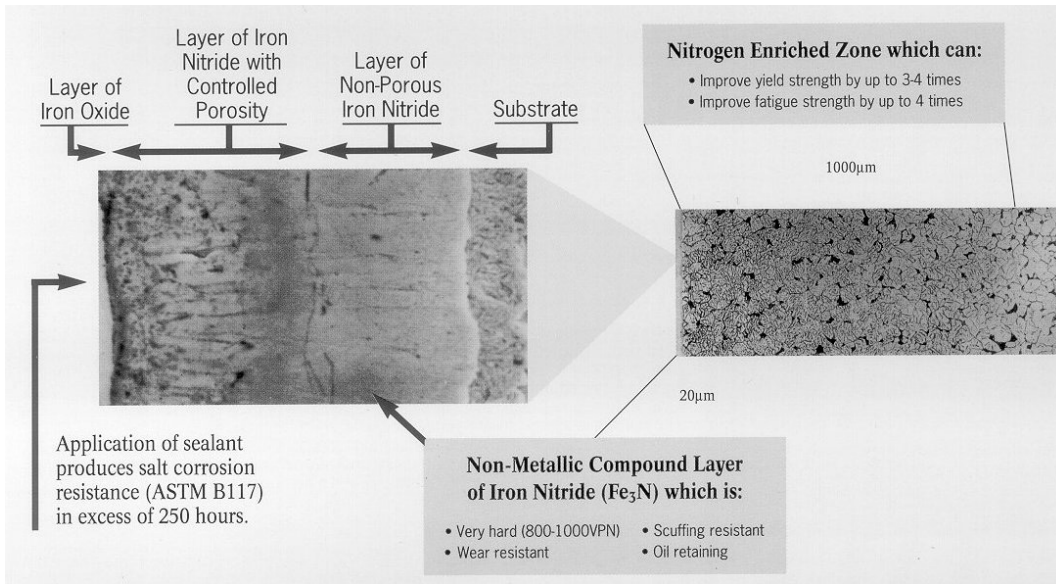 Layer of
Iron Oxide
Layer of Iron
Nitride with
Controlled
Porosity
Layer of
Non-Porous
Iron Nitride
Substrate
Nitrogen Enriched Zone which can:
• Improve yield strength by up to 3-4 times
• Improve fatigue strength by up to 4 times
1000µm
20µm
Application of sealant
produces salt corrosion
resistance (ASTM B117)
in excess of 250 hours.
Non-Metallic Compound Layer
of Iron Nitride (Fe₃N) which is:
• Very hard (800-1000VPN)
• Wear resistant
• Scuffing resistant
• Oil retaining